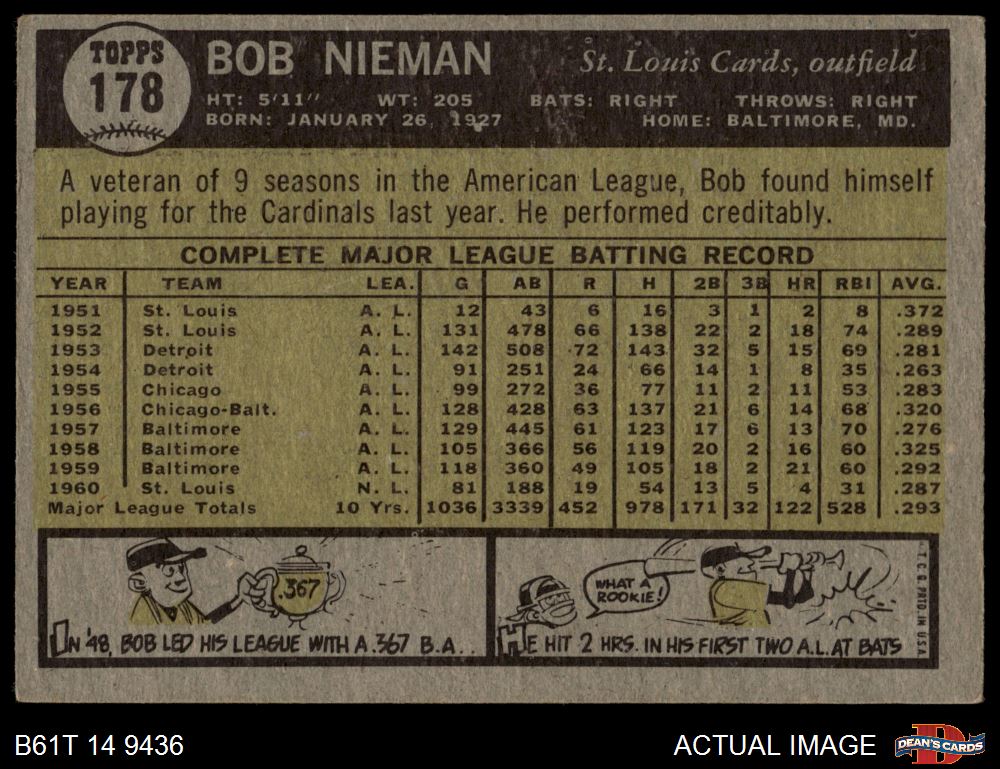 TOPPS
178
BOB NIEMAN
St. Louis Cards, outfield
HT: 5'11" WT: 205 BATS: RIGHT THROWS: RIGHT
BORN: JANUARY 26, 1927 HOME: BALTIMORE, MD.
A veteran of 9 seasons in the American League, Bob found himself
playing for the Cardinals last year. He performed creditably.
COMPLETE MAJOR LEAGUE BATTING RECORD
YEAR TEAM LEA. G AB R H 2B 3B HR RBI AVG.
1951 St. Louis A. L. 12 43 6 16 3 1 2 8 .372
1952 St. Louis A. L. 131 478 66 138 22 2 18 74 .289
1953 Detroit A. L. 142 508 72 143 32 5 15 69 .281
1954 Detroit A. L. 91 251 24 66 14 1 8 35 .263
1955 Chicago A. L. 99 272 36 77 11 2 11 53 .283
1956 Chicago-Balt. A. L. 128 428 63 137 21 6 14 68 .320
1957 Baltimore A. L. 129 445 61 123 17 6 13 70 .276
1958 Baltimore A. L. 105 366 56 119 20 2 16 60 .325
1959 Baltimore A. L. 118 360 49 105 18 2 21 60 .292
1960 St. Louis N. L. 81 188 19 54 13 5 4 31 .287
Major League Totals 10 Yrs. 1036 3339 452 978 171 32 122 528 .293
.367
IN '48, BOB LED HIS LEAGUE WITH A .367 B.A. . .
WHAT A
ROOKIE!
HE HIT 2 HRS. IN HIS FIRST TWO A.L. AT BATS
T.C.G. PRTD. IN U.S.A.
B61T 14 9436
ACTUAL IMAGE
D
DEAN'S CARDS